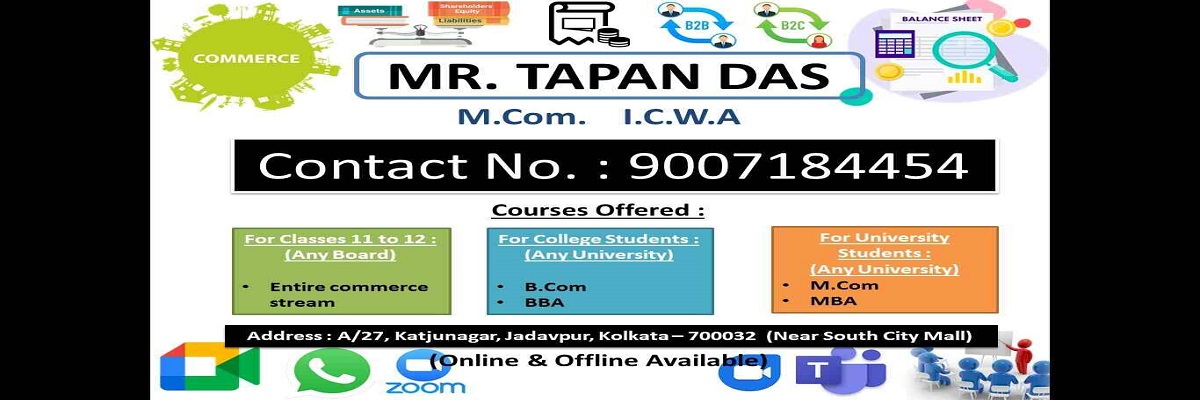 Assets
Shareholders Equity
Liabilities
B2B
B2C
BALANCE SHEET
COMMERCE
MR. TAPAN DAS
M.Com. I.C.W.A
Contact No. : 9007184454
Courses Offered :
For Classes 11 to 12 :
(Any Board)
• Entire commerce
stream
For College Students :
(Any University)
• B.Com
• BBA
For University
Students :
(Any University)
• M.Com
• MBA
Address : A/27, Katjunagar, Jadavpur, Kolkata – 700032 (Near South City Mall)
(Online & Offline Available)
zoom
T